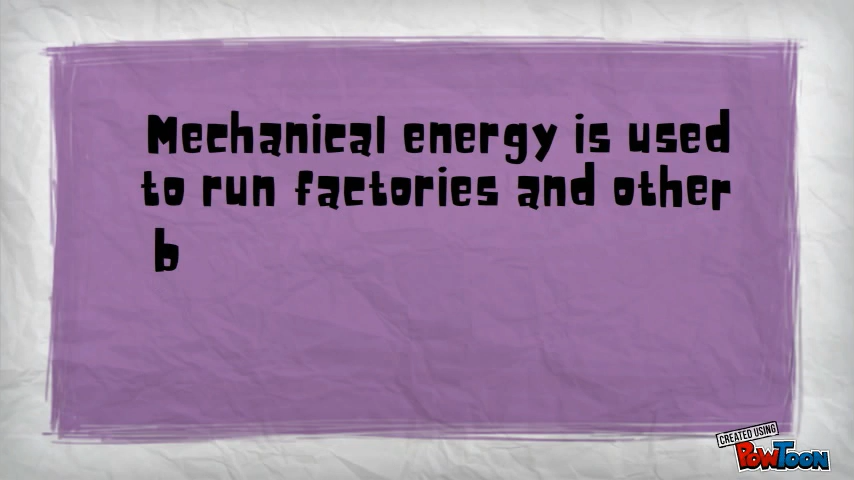 Mechanical energy is used
to run factories and other
b
CREATED USING
POWTOON